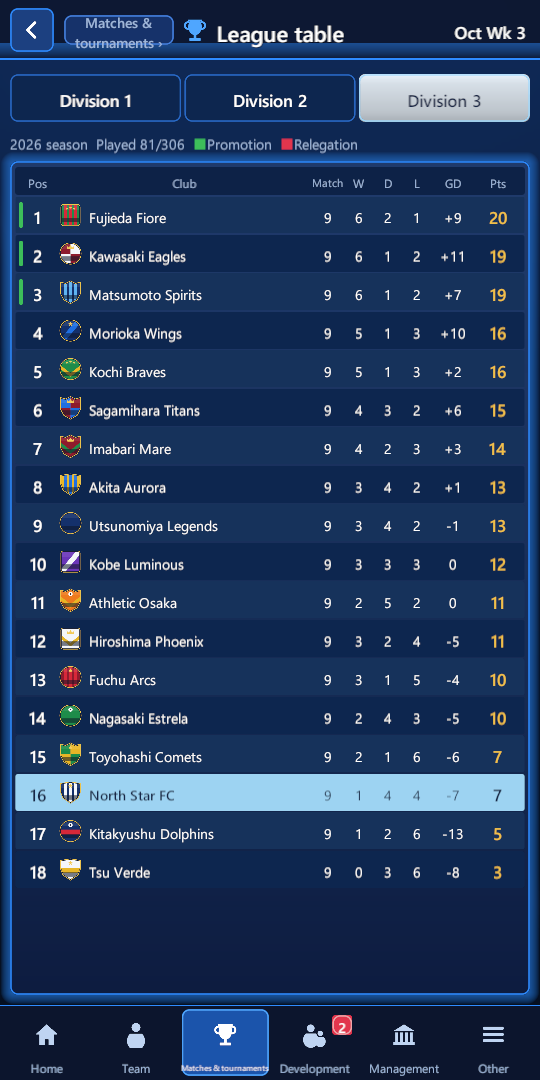 Matches &
tournaments ›
League table
Oct Wk 3
Division 1
Division 2
Division 3
2026 season Played 81/306 Promotion Relegation
Pos Club Match W D L GD Pts
1 Fujieda Fiore 9 6 2 1 +9 20
2 Kawasaki Eagles 9 6 1 2 +11 19
3 Matsumoto Spirits 9 6 1 2 +7 19
4 Morioka Wings 9 5 1 3 +10 16
5 Kochi Braves 9 5 1 3 +2 16
6 Sagamihara Titans 9 4 3 2 +6 15
7 Imabari Mare 9 4 2 3 +3 14
8 Akita Aurora 9 3 4 2 +1 13
9 Utsunomiya Legends 9 3 4 2 -1 13
10 Kobe Luminous 9 3 3 3 0 12
11 Athletic Osaka 9 2 5 2 0 11
12 Hiroshima Phoenix 9 3 2 4 -5 11
13 Fuchu Arcs 9 3 1 5 -4 10
14 Nagasaki Estrela 9 2 4 3 -5 10
15 Toyohashi Comets 9 2 1 6 -6 7
16 North Star FC 9 1 4 4 -7 7
17 Kitakyushu Dolphins 9 1 2 6 -13 5
18 Tsu Verde 9 0 3 6 -8 3
2
Home Team Matches & tournaments Development Management Other